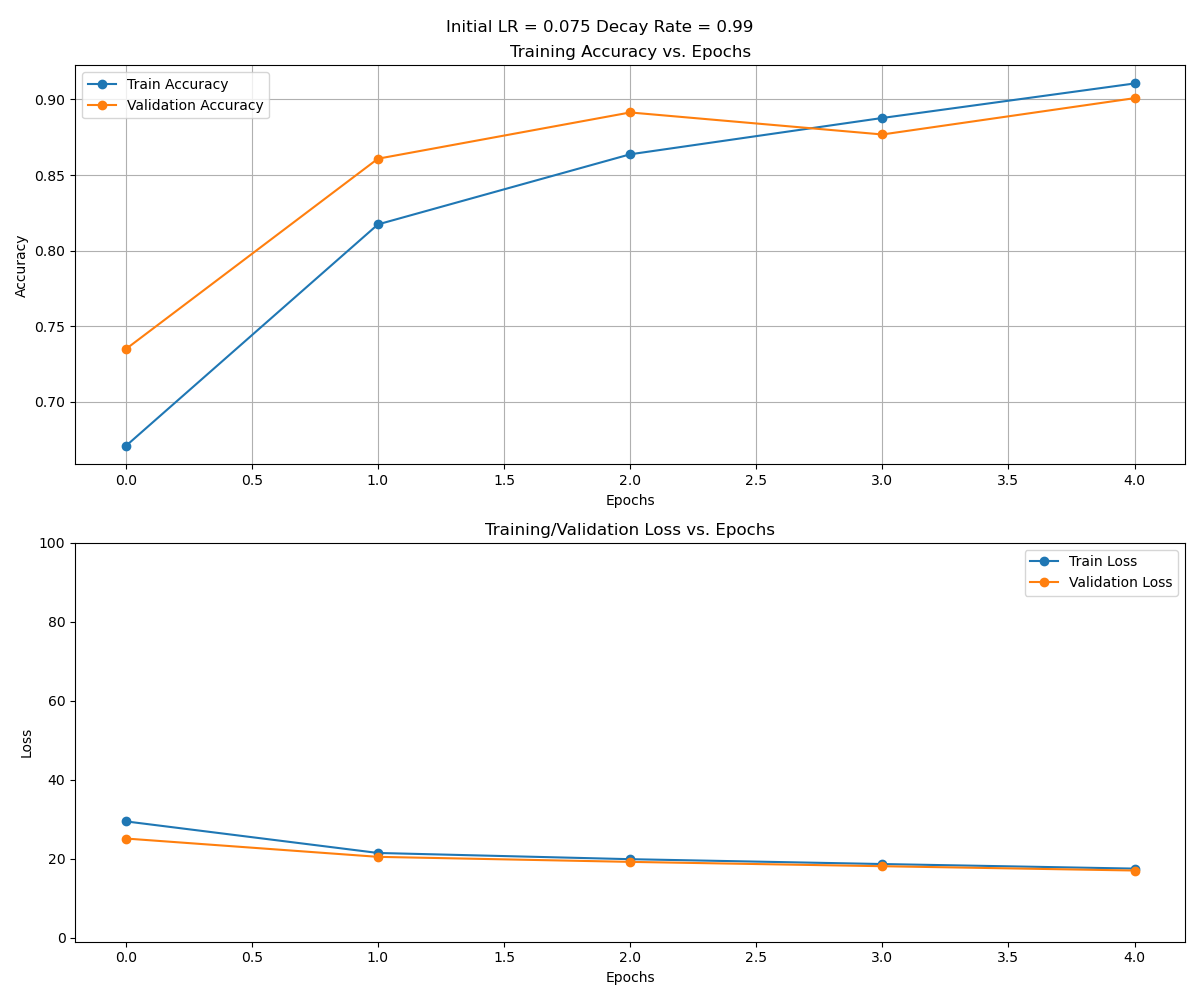 Initial LR = 0.075 Decay Rate = 0.99
Training Accuracy vs. Epochs
Train Accuracy
Validation Accuracy
0.90
0.85
0.80
0.75
0.70
Accuracy
0.0 0.5 1.0 1.5 2.0 2.5 3.0 3.5 4.0
Epochs
Training/Validation Loss vs. Epochs
Train Loss
Validation Loss
100
80
60
40
20
0
Loss
0.0 0.5 1.0 1.5 2.0 2.5 3.0 3.5 4.0
Epochs